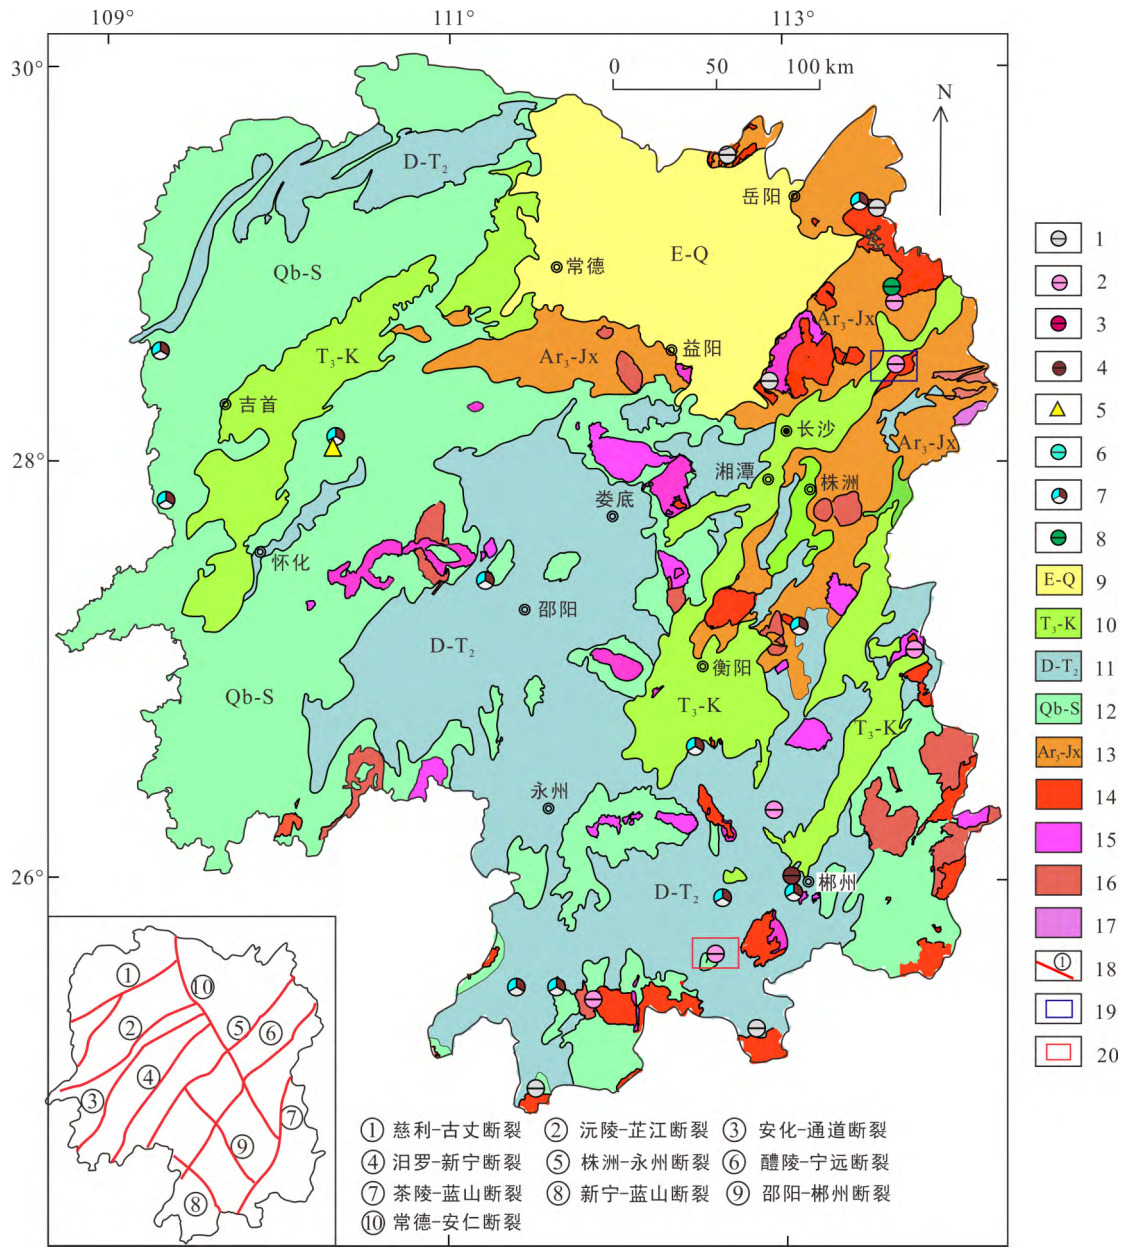 109° 111° 113°
30°
0 50 100 km
N
D-T₂
岳阳
E-Q
Qb-S
常德
1
2
3
4
5
6
7
8
E-Q 9
T₃-K 10
D-T₂ 11
Qb-S 12
Ar₃-Jx 13
14
15
16
17
① 18
19
20
Ar₃-Jx
T₃-K
Ar₃-Jx
益阳
吉首
28°
长沙
Ar₃-Jx
湘潭
株洲
娄底
怀化
邵阳
D-T₂
衡阳
Qb-S
T₃-K
T₃-K
永州
26°
郴州
D-T₂
①
⑩
②
⑤
⑥
④
③
⑦
⑨
⑧
① 慈利-古丈断裂 ② 沅陵-芷江断裂 ③ 安化-通道断裂
④ 汨罗-新宁断裂 ⑤ 株洲-永州断裂 ⑥ 醴陵-宁远断裂
⑦ 茶陵-蓝山断裂 ⑧ 新宁-蓝山断裂 ⑨ 邵阳-郴州断裂
⑩ 常德-安仁断裂